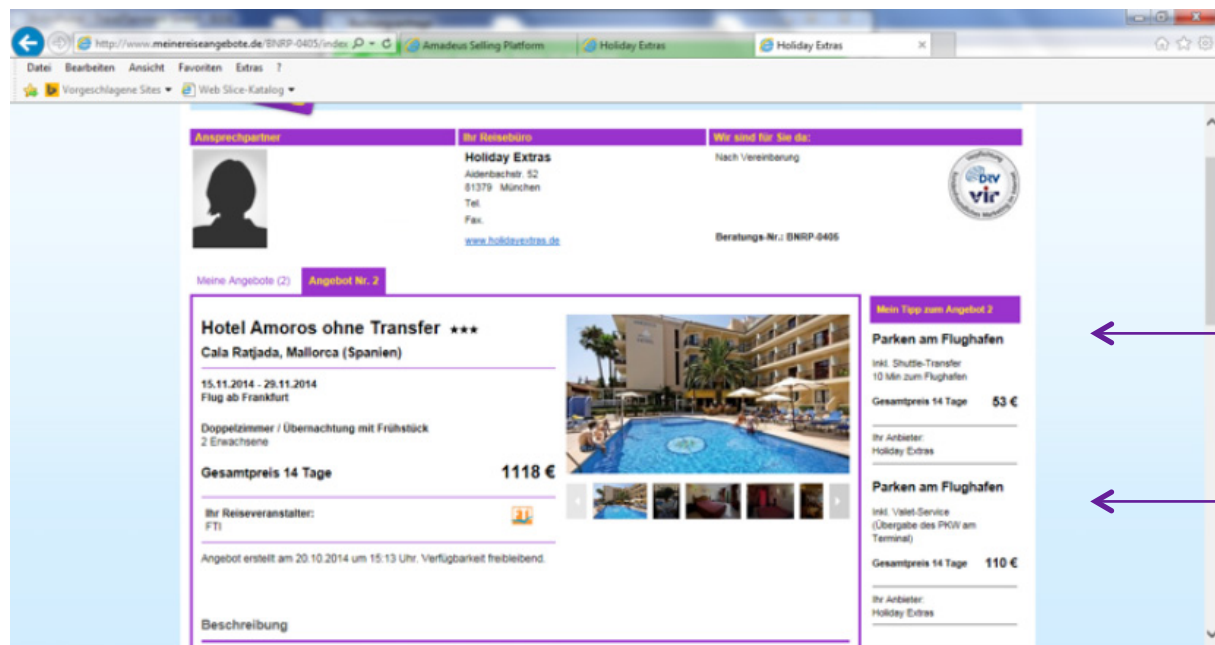 http://www.meinereiseangebote.de/BNRP-0405/index
Amadeus Selling Platform
Holiday Extras
Holiday Extras
Datei Bearbeiten Ansicht Favoriten Extras ?
Vorgeschlagene Sites
Web Slice-Katalog
Ansprechpartner
Ihr Reisebüro
Wir sind für Sie da:
Holiday Extras
Aidenbachstr. 52
81379 München
Tel.
Fax.
www.holidayextras.de
Nach Vereinbarung
Beratungs-Nr.: BNRP-0405
DRV
vir
Meine Angebote (2)
Angebot Nr. 2
Hotel Amoros ohne Transfer ★★★
Cala Ratjada, Mallorca (Spanien)
15.11.2014 - 29.11.2014
Flug ab Frankfurt
Doppelzimmer / Übernachtung mit Frühstück
2 Erwachsene
Gesamtpreis 14 Tage 1118 €
Ihr Reiseveranstalter:
FTI
Angebot erstellt am 20.10.2014 um 15:13 Uhr. Verfügbarkeit freibleibend.
Beschreibung
Mein Tipp zum Angebot 2
Parken am Flughafen
Inkl. Shuttle-Transfer
10 Min zum Flughafen
Gesamtpreis 14 Tage 53 €
Ihr Anbieter:
Holiday Extras
Parken am Flughafen
Inkl. Valet-Service
(Übergabe des PKW am
Terminal)
Gesamtpreis 14 Tage 110 €
Ihr Anbieter:
Holiday Extras